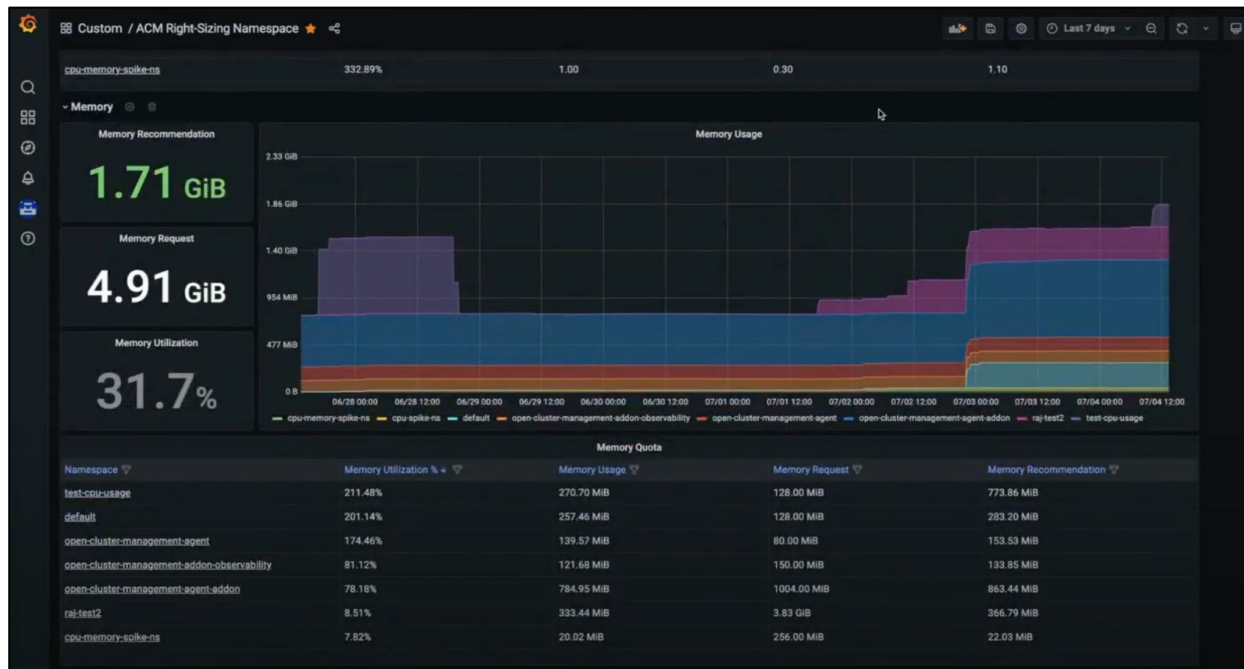 Custom / ACM Right-Sizing Namespace
Last 7 days
cpu-memory-spike-ns 332.89% 1.00 0.30 1.10
Memory
Memory Recommendation
1.71 GiB
Memory Request
4.91 GiB
Memory Utilization
31.7%
Memory Usage
2.33 GiB
1.86 GiB
1.40 GiB
954 MiB
477 MiB
0 B
06/28 00:00 06/28 12:00 06/29 00:00 06/29 12:00 06/30 00:00 06/30 12:00 07/01 00:00 07/01 12:00 07/02 00:00 07/02 12:00 07/03 00:00 07/03 12:00 07/04 00:00 07/04 12:00
cpu-memory-spike-ns cpu-spike-ns default open-cluster-management-addon-observability open-cluster-management-agent open-cluster-management-agent-addon raj-test2 test-cpu-usage
Memory Quota
Namespace Memory Utilization % Memory Usage Memory Request Memory Recommendation
test-cpu-usage 211.48% 270.70 MiB 128.00 MiB 773.86 MiB
default 201.14% 257.46 MiB 128.00 MiB 283.20 MiB
open-cluster-management-agent 174.46% 139.57 MiB 80.00 MiB 153.53 MiB
open-cluster-management-addon-observability 81.12% 121.68 MiB 150.00 MiB 133.85 MiB
open-cluster-management-agent-addon 78.18% 784.95 MiB 1004.00 MiB 863.44 MiB
raj-test2 8.51% 333.44 MiB 3.83 GiB 366.79 MiB
cpu-memory-spike-ns 7.82% 20.02 MiB 256.00 MiB 22.03 MiB